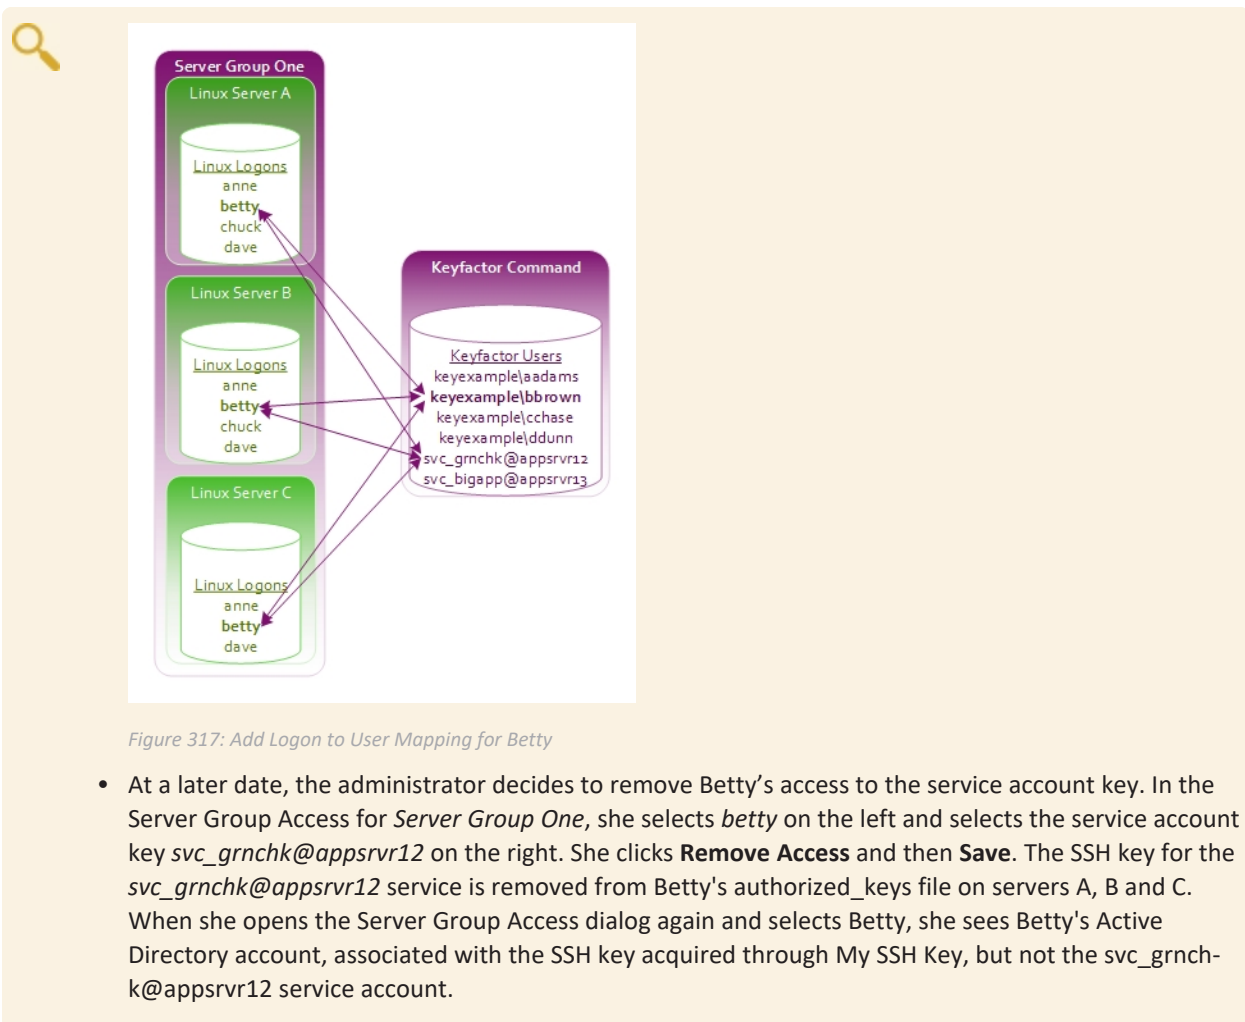 Server Group One
Linux Server A
Linux Logons
anne
betty
chuck
dave
Linux Server B
Linux Logons
anne
betty
chuck
dave
Linux Server C
Linux Logons
anne
betty
dave
Keyfactor Command
Keyfactor Users
keyexample\aadams
keyexample\bbrown
keyexample\cchase
keyexample\ddunn
svc_grnchk@appsrvr12
svc_bigapp@appsrvr13
Figure 317: Add Logon to User Mapping for Betty
• At a later date, the administrator decides to remove Betty’s access to the service account key. In the
Server Group Access for Server Group One, she selects betty on the left and selects the service account
key svc_grnchk@appsrvr12 on the right. She clicks Remove Access and then Save. The SSH key for the
svc_grnchk@appsrvr12 service is removed from Betty's authorized_keys file on servers A, B and C.
When she opens the Server Group Access dialog again and selects Betty, she sees Betty's Active
Directory account, associated with the SSH key acquired through My SSH Key, but not the svc_grnch-
k@appsrvr12 service account.